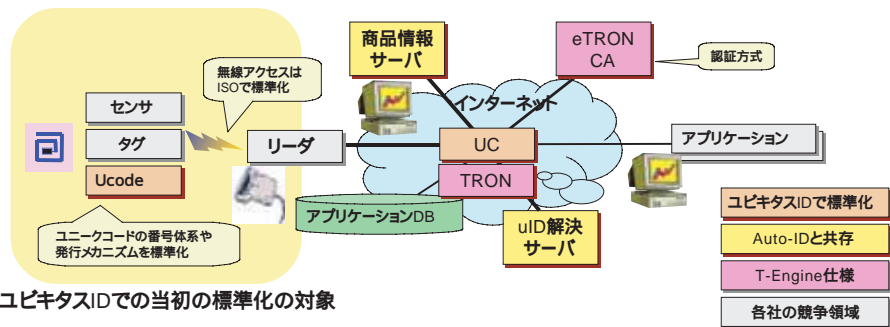 商品情報
サーバ
eTRON
CA
認証方式
無線アクセスは
ISOで標準化
インターネット
センサ
タグ
Ucode
リーダ
UC
TRON
アプリケーション
アプリケーションDB
uID解決
サーバ
ユニークコードの番号体系や
発行メカニズムを標準化
ユビキタスIDでの当初の標準化の対象
ユビキタスIDで標準化
Auto-IDと共存
T-Engine仕様
各社の競争領域